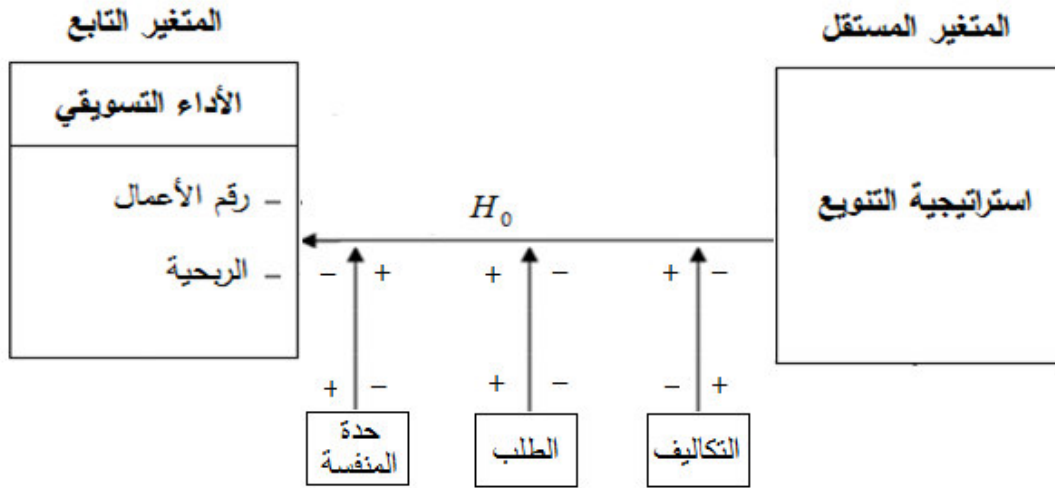 المتغير المستقل
المتغير التابع
استراتيجية التنويع
الأداء التسويقي
– رقم الأعمال
– الربحية
H₀
– +
– +
+ –
+ –
– +
– +
التكاليف
الطلب
حدة
المنفسة